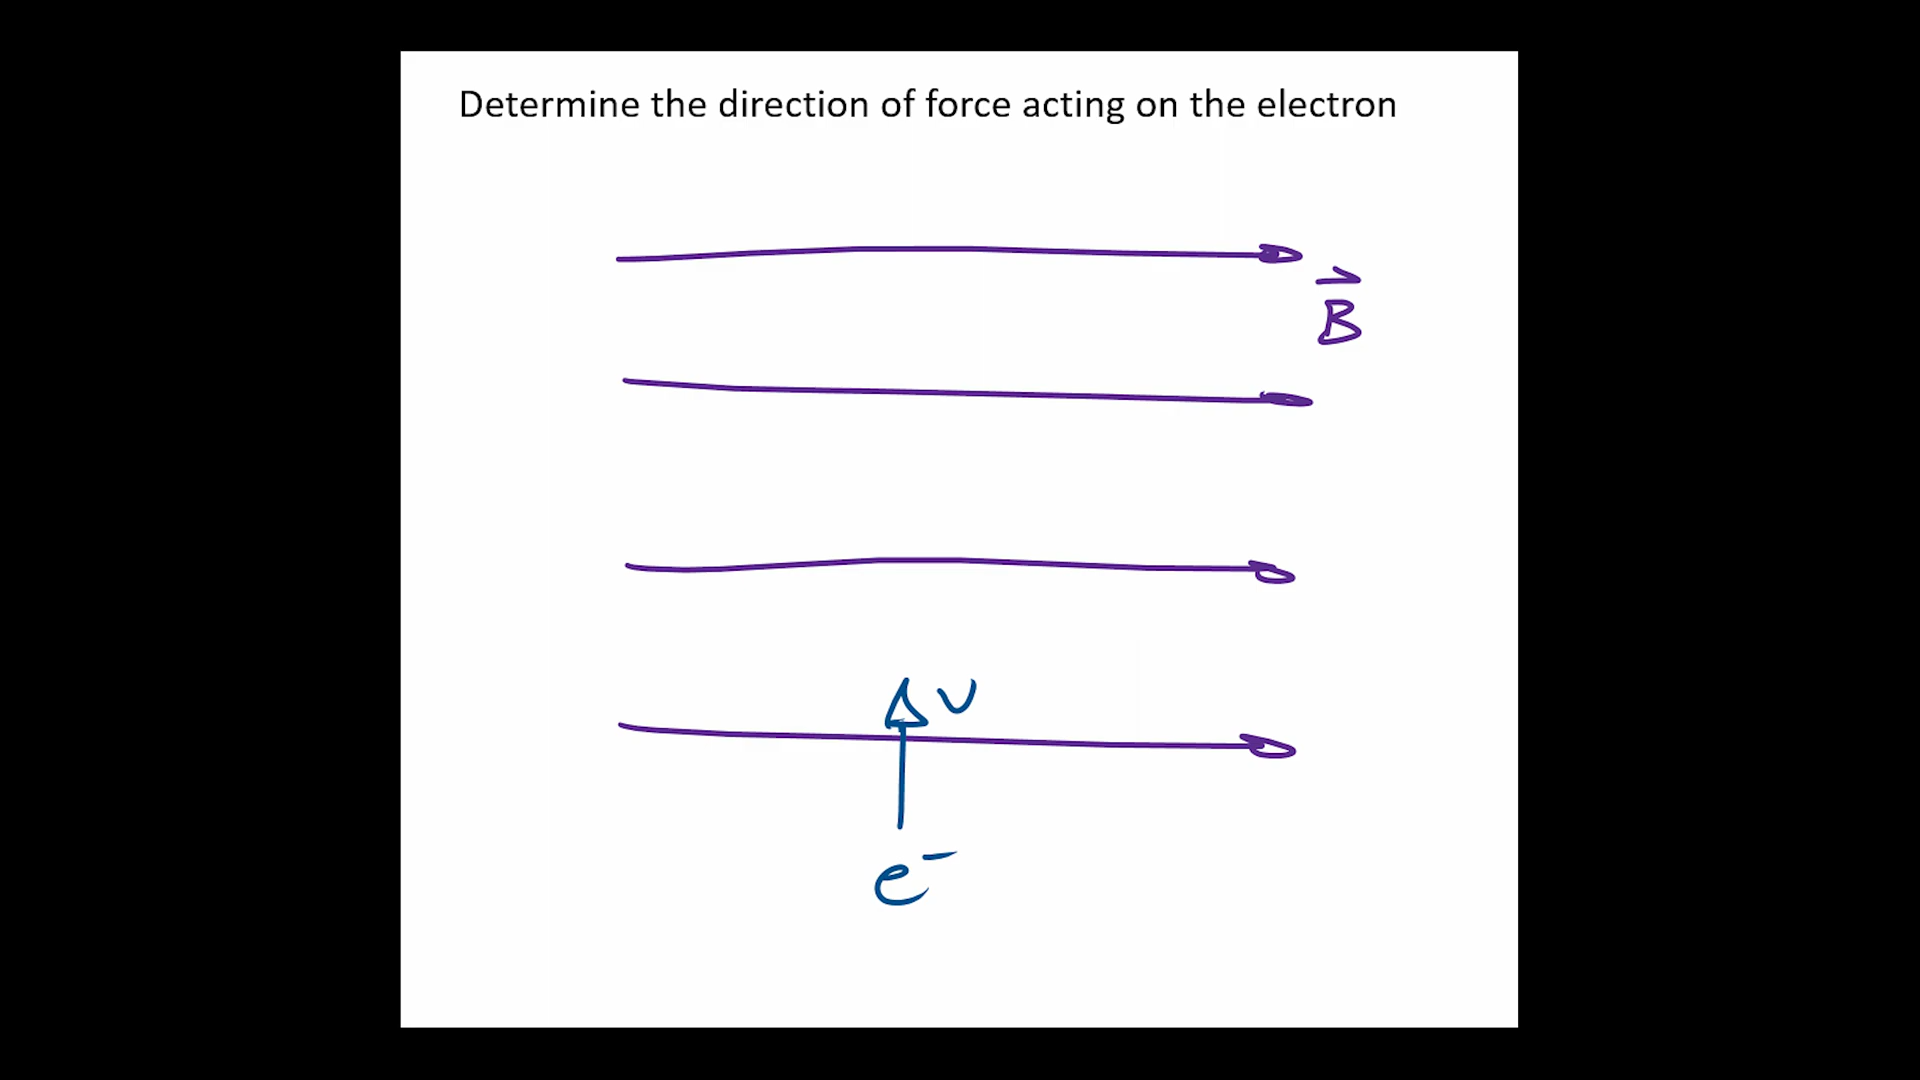 Determine the direction of force acting on the electron
B
v
e⁻